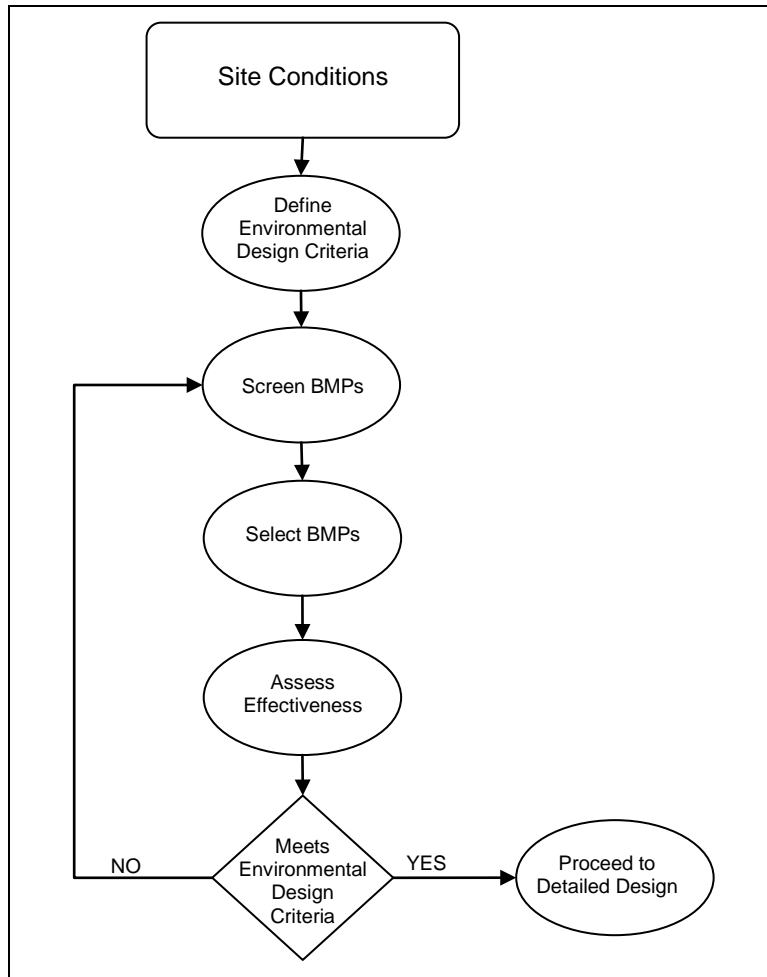 Site Conditions
Define
Environmental
Design Criteria
Screen BMPs
Select BMPs
Assess
Effectiveness
Meets
Environmental
Design
Criteria
NO
YES
Proceed to
Detailed Design